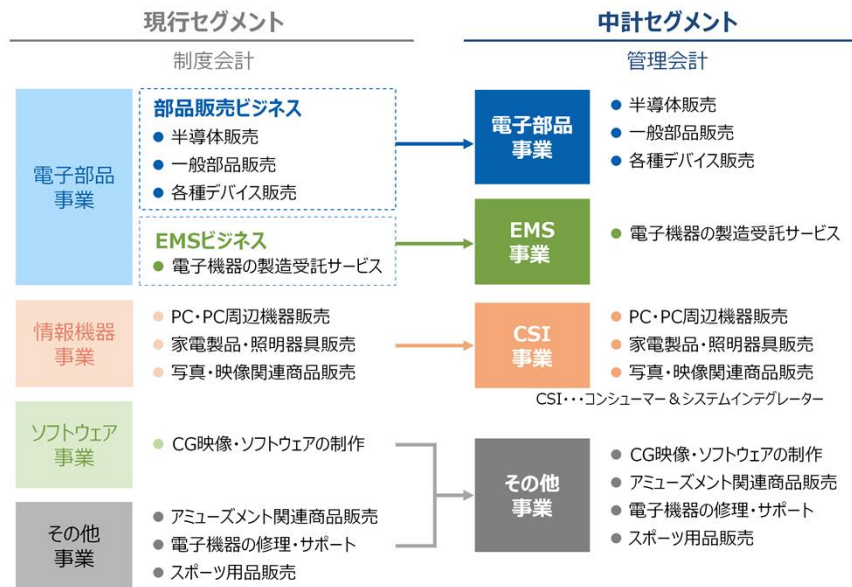 現行セグメント
制度会計
電子部品
事業
部品販売ビジネス
● 半導体販売
● 一般部品販売
● 各種デバイス販売
EMSビジネス
● 電子機器の製造受託サービス
情報機器
事業
● PC・PC周辺機器販売
● 家電製品・照明器具販売
● 写真・映像関連商品販売
ソフトウェア
事業
● CG映像・ソフトウェアの制作
その他
事業
● アミューズメント関連商品販売
● 電子機器の修理・サポート
● スポーツ用品販売
中計セグメント
管理会計
電子部品
事業
● 半導体販売
● 一般部品販売
● 各種デバイス販売
EMS
事業
● 電子機器の製造受託サービス
CSI
事業
● PC・PC周辺機器販売
● 家電製品・照明器具販売
● 写真・映像関連商品販売
CSI・・・コンシューマー＆システムインテグレーター
その他
事業
● CG映像・ソフトウェアの制作
● アミューズメント関連商品販売
● 電子機器の修理・サポート
● スポーツ用品販売